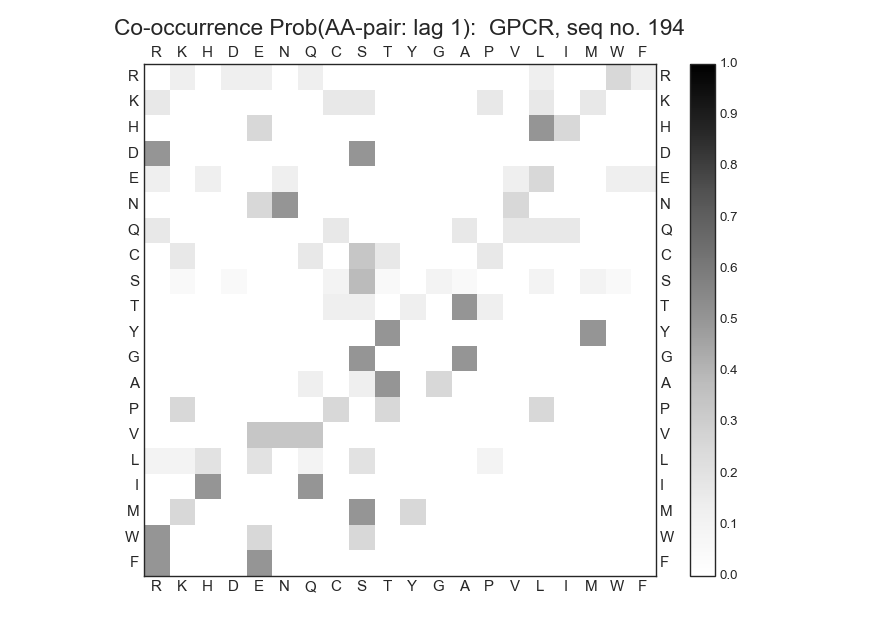 Co-occurrence Prob(AA-pair: lag 1):  GPCR, seq no. 194
R K H D E N Q C S T Y G A P V L I M W F
R R 1.0
K K 0.9
H H
D D 0.8
E E
N N 0.7
Q Q
C C 0.6
S S
T T 0.5
Y Y
G G 0.4
A A
P P 0.3
V V
L L 0.2
I I
M M 0.1
W W
F F 0.0
R K H D E N Q C S T Y G A P V L I M W F